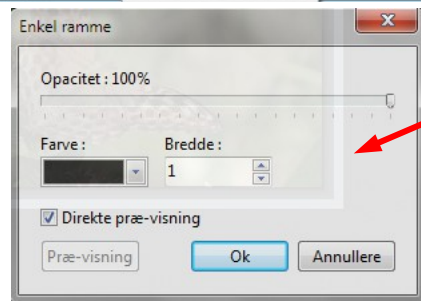 Enkel ramme
Opacitet : 100%
Farve : Bredde :
1
Direkte præ-visning
Præ-visning Ok Annullere